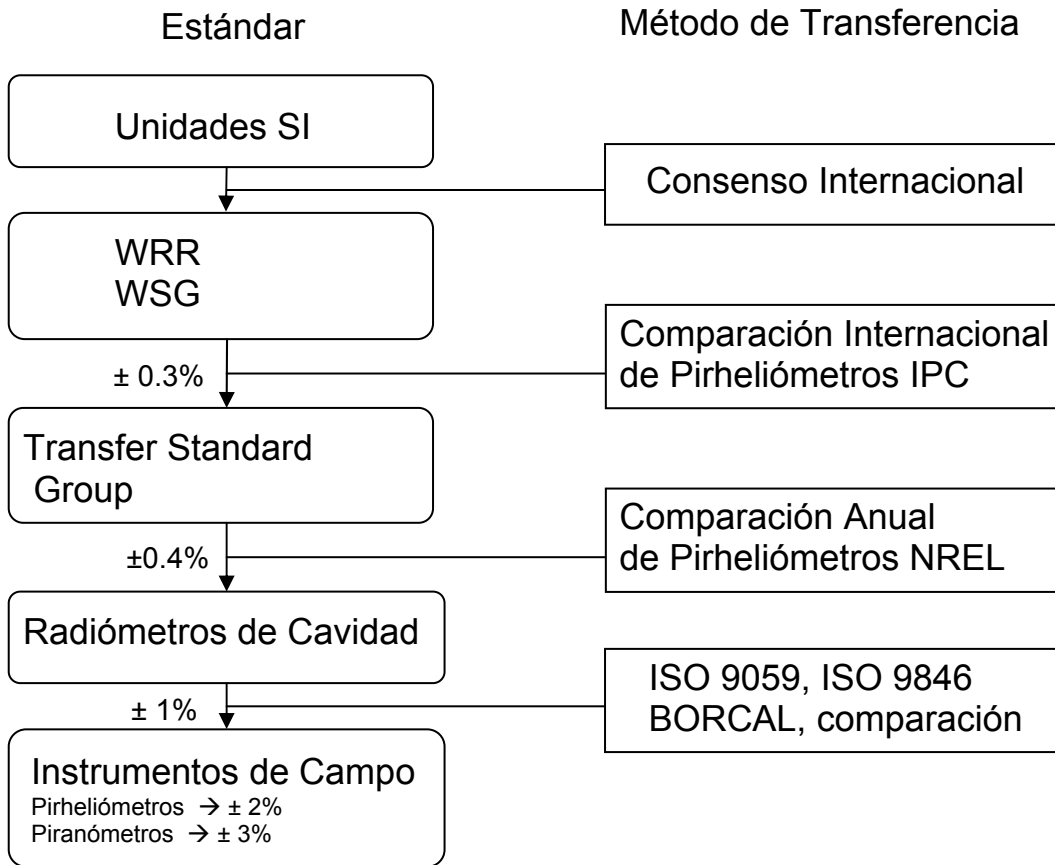 Estándar
Método de Transferencia
Unidades SI
Consenso Internacional
WRR
WSG
± 0.3%
Comparación Internacional
de Pirheliómetros IPC
Transfer Standard
Group
±0.4%
Comparación Anual
de Pirheliómetros NREL
Radiómetros de Cavidad
± 1%
ISO 9059, ISO 9846
BORCAL, comparación
Instrumentos de Campo
Pirheliómetros → ± 2%
Piranómetros → ± 3%